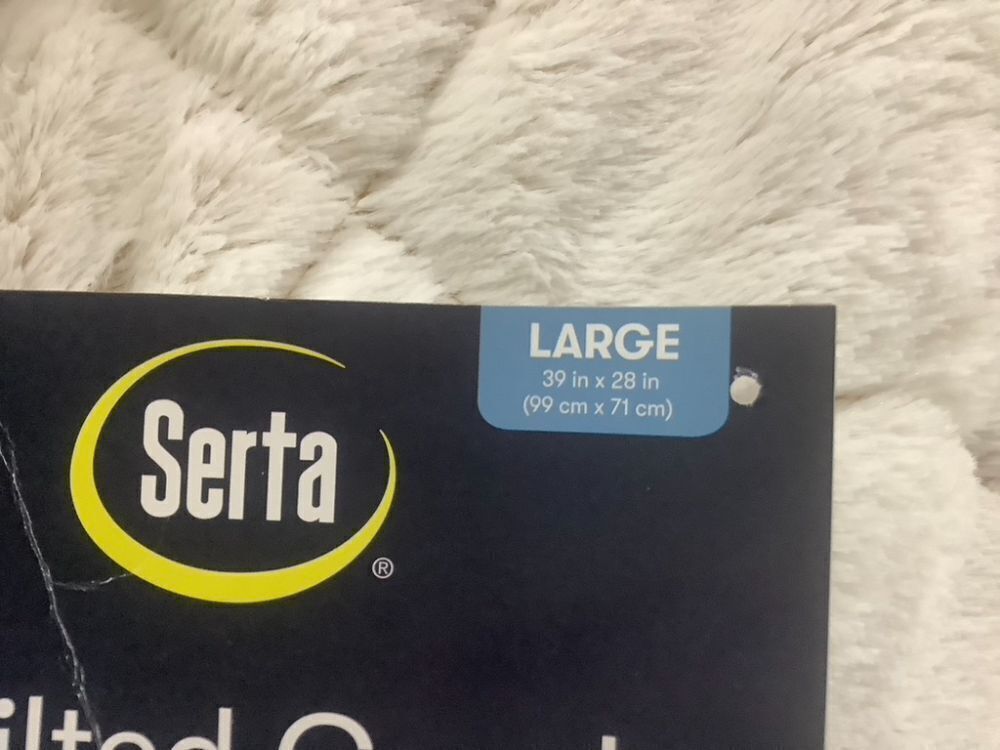 LARGE
39 in x 28 in
(99 cm x 71 cm)
Serta
®